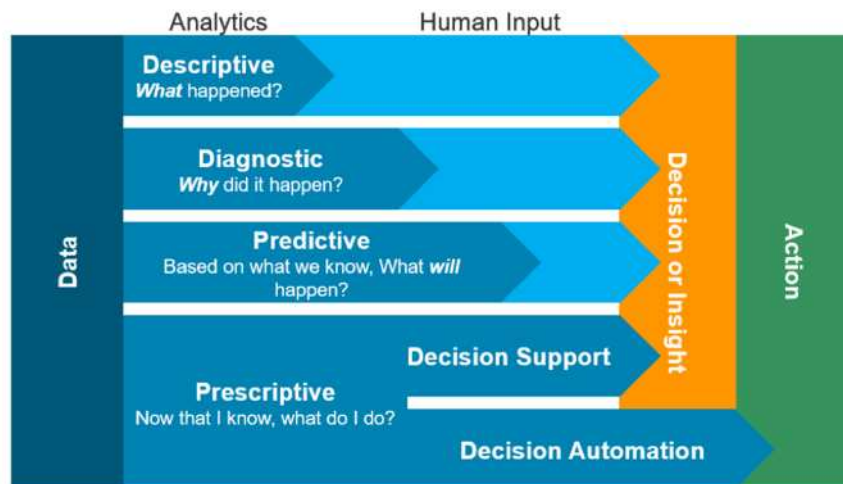 Analytics
Human Input
Descriptive
What happened?
Diagnostic
Why did it happen?
Predictive
Based on what we know, What will
happen?
Decision Support
Prescriptive
Now that I know, what do I do?
Decision Automation
Data
Decision or Insight
Action